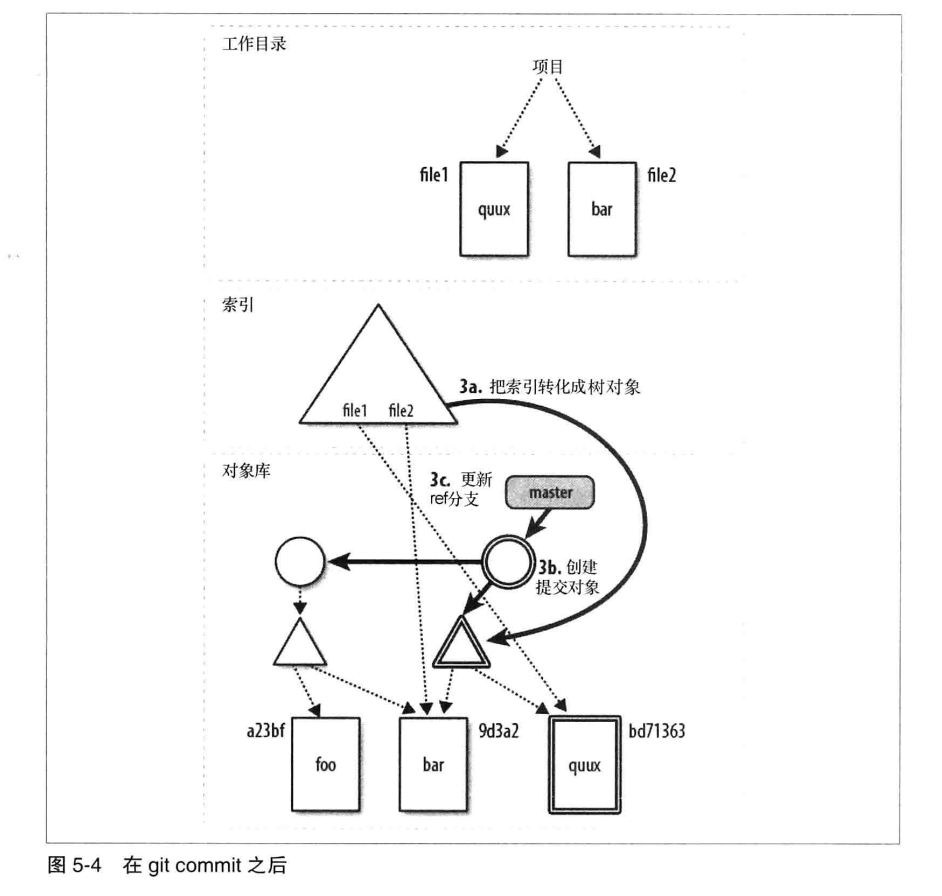 工作目录
项目
file1
file2
quux
bar
索引
3a. 把索引转化成树对象
file1 file2
对象库
3c. 更新
ref分支
master
3b. 创建
提交对象
a23bf
9d3a2
bd71363
foo
bar
quux
图 5-4 在 git commit 之后